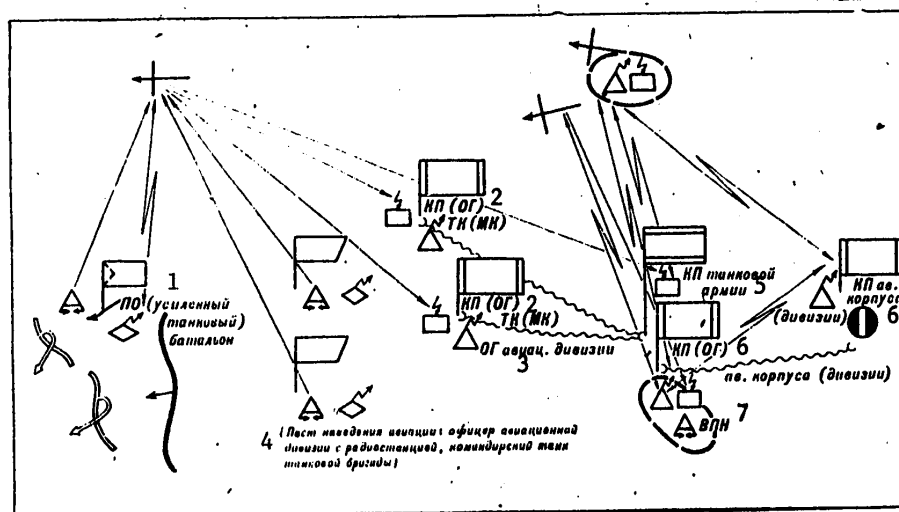 КП (ОГ) 2
ТК (МК)
1
ПО (усиленный
танковый)
батальон
КП (ОГ) 2
ТК (МК)
ОГ авиац. дивизии
3
КП танковой
армии 5
КП ав.
корпуса
(дивизии) 6
КП (ОГ) 6
ав. корпуса (дивизии)
7
ВПН
4 (Пост наведения авиации: офицер авиационной
дивизии с радиостанцией, командирский танк
танковой бригады)